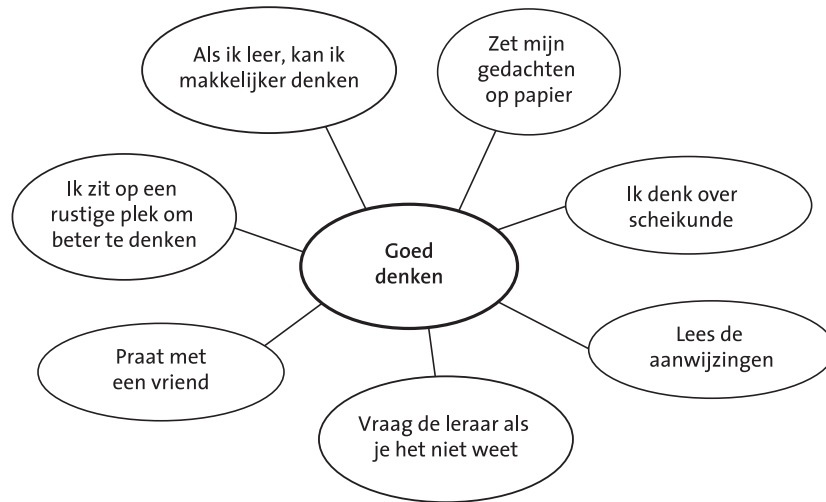 Als ik leer, kan ik
makkelijker denken
Zet mijn
gedachten
op papier
Ik zit op een
rustige plek om
beter te denken
Ik denk over
scheikunde
Goed
denken
Praat met
een vriend
Lees de
aanwijzingen
Vraag de leraar als
je het niet weet